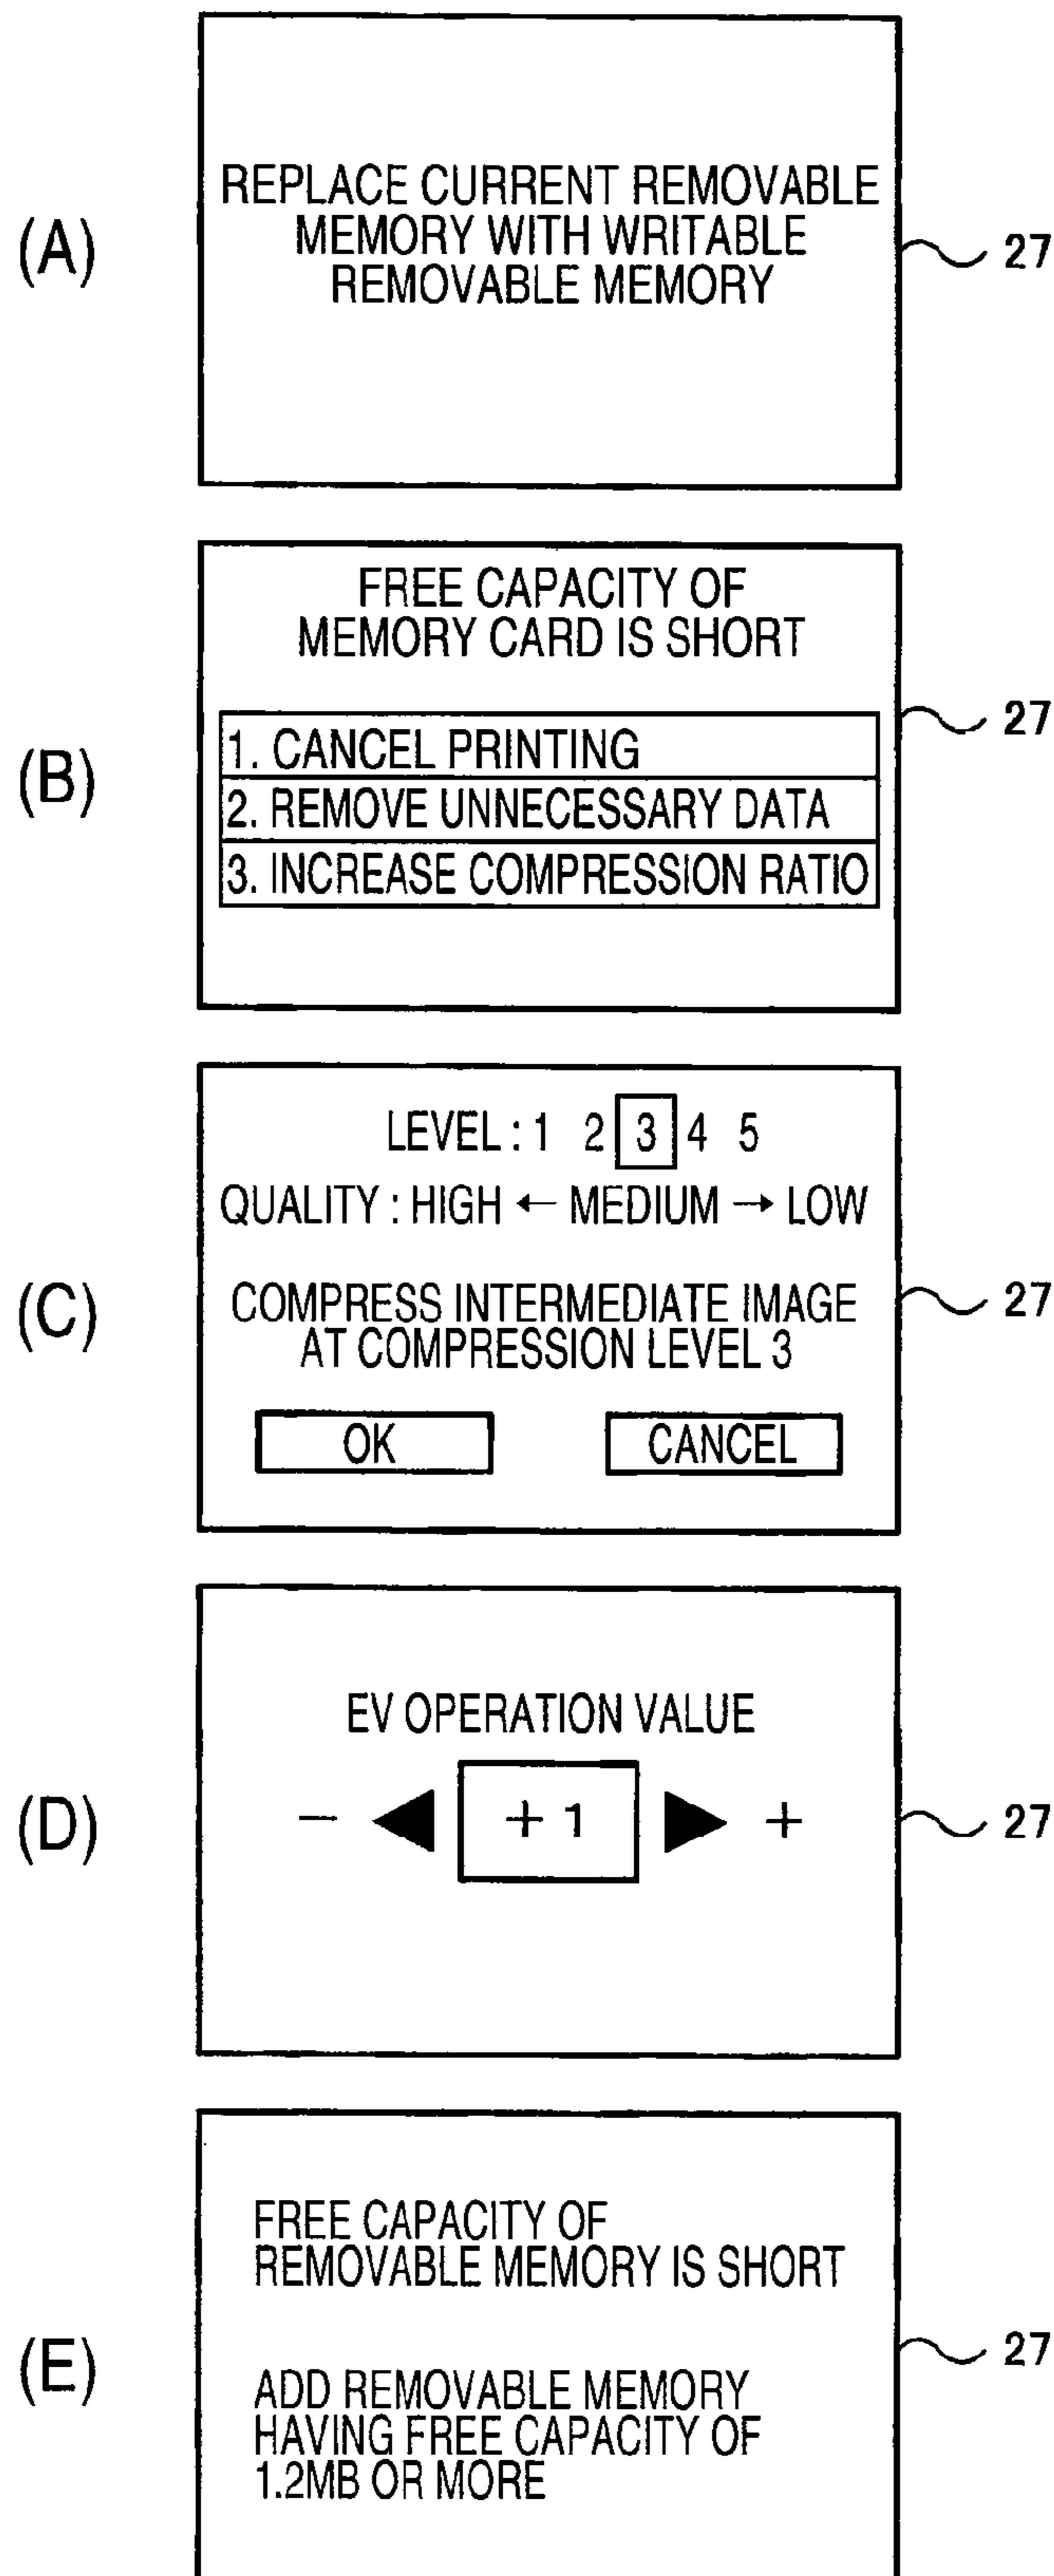 (A)
REPLACE CURRENT REMOVABLE
MEMORY WITH WRITABLE
REMOVABLE MEMORY
27
(B)
FREE CAPACITY OF
MEMORY CARD IS SHORT
1. CANCEL PRINTING
2. REMOVE UNNECESSARY DATA
3. INCREASE COMPRESSION RATIO
27
(C)
LEVEL : 1 2 3 4 5
QUALITY : HIGH ← MEDIUM → LOW
COMPRESS INTERMEDIATE IMAGE
AT COMPRESSION LEVEL 3
OK CANCEL
27
(D)
EV OPERATION VALUE
− ◀ +1 ▶ +
27
(E)
FREE CAPACITY OF
REMOVABLE MEMORY IS SHORT
ADD REMOVABLE MEMORY
HAVING FREE CAPACITY OF
1.2MB OR MORE
27